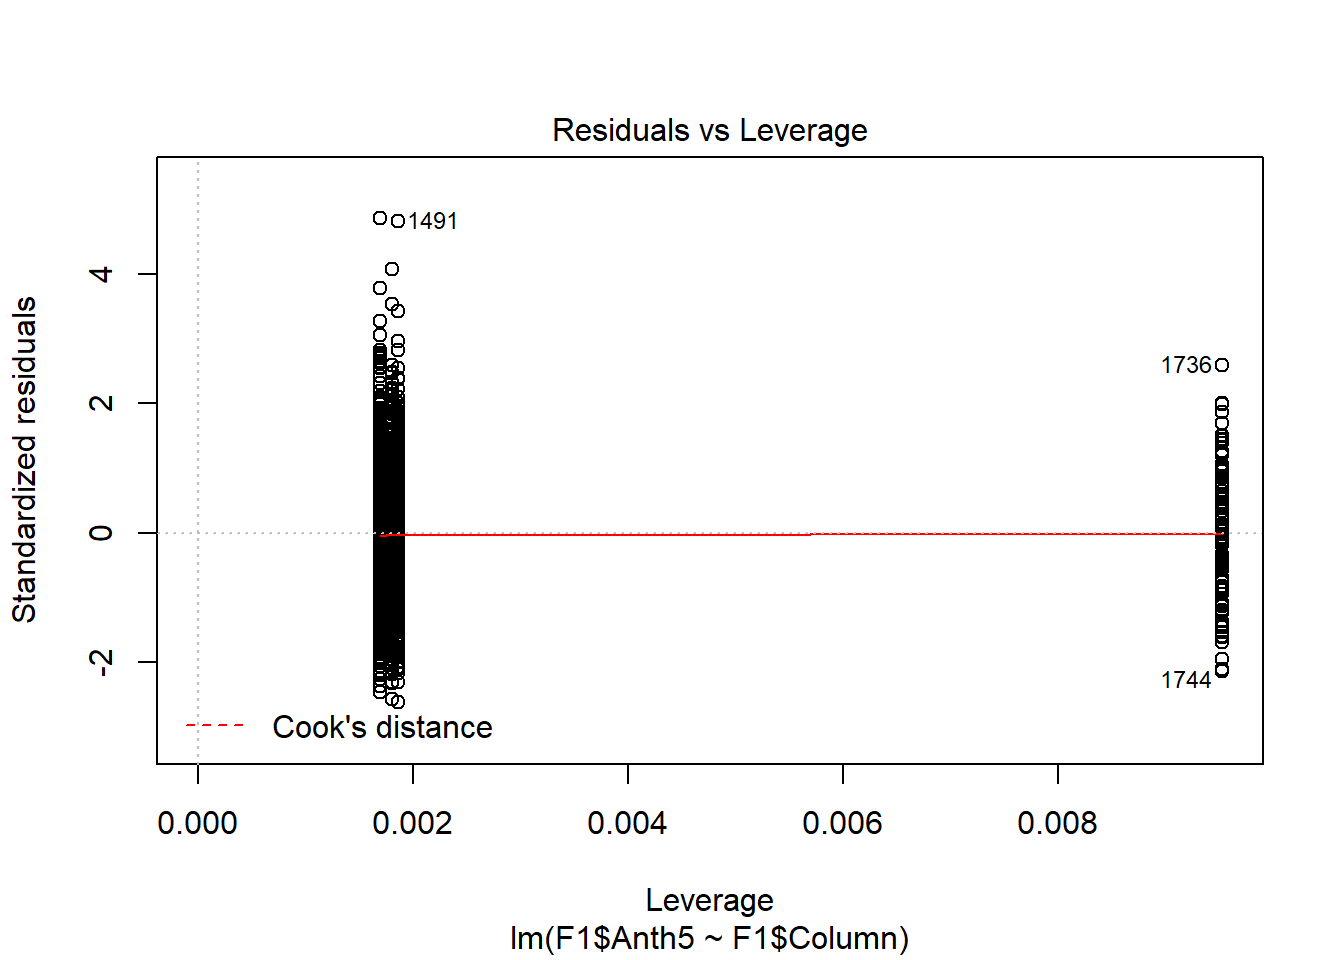 Residuals vs Leverage
Standardized residuals
4
2
0
-2
1491
1736
1744
Cook's distance
0.000 0.002 0.004 0.006 0.008
Leverage
lm(F1$Anth5 ~ F1$Column)